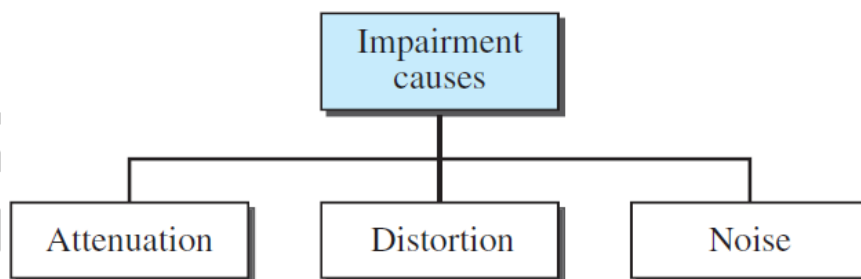 Impairment
causes
Attenuation
Distortion
Noise